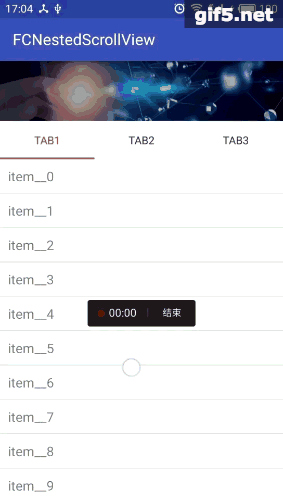 17:04
gif5.net
FCNestedScrollView
TAB1 TAB2 TAB3
item__0
item__1
item__2
item__3
item__4
00:00 结束
item__5
item__6
item__7
item__8
item__9